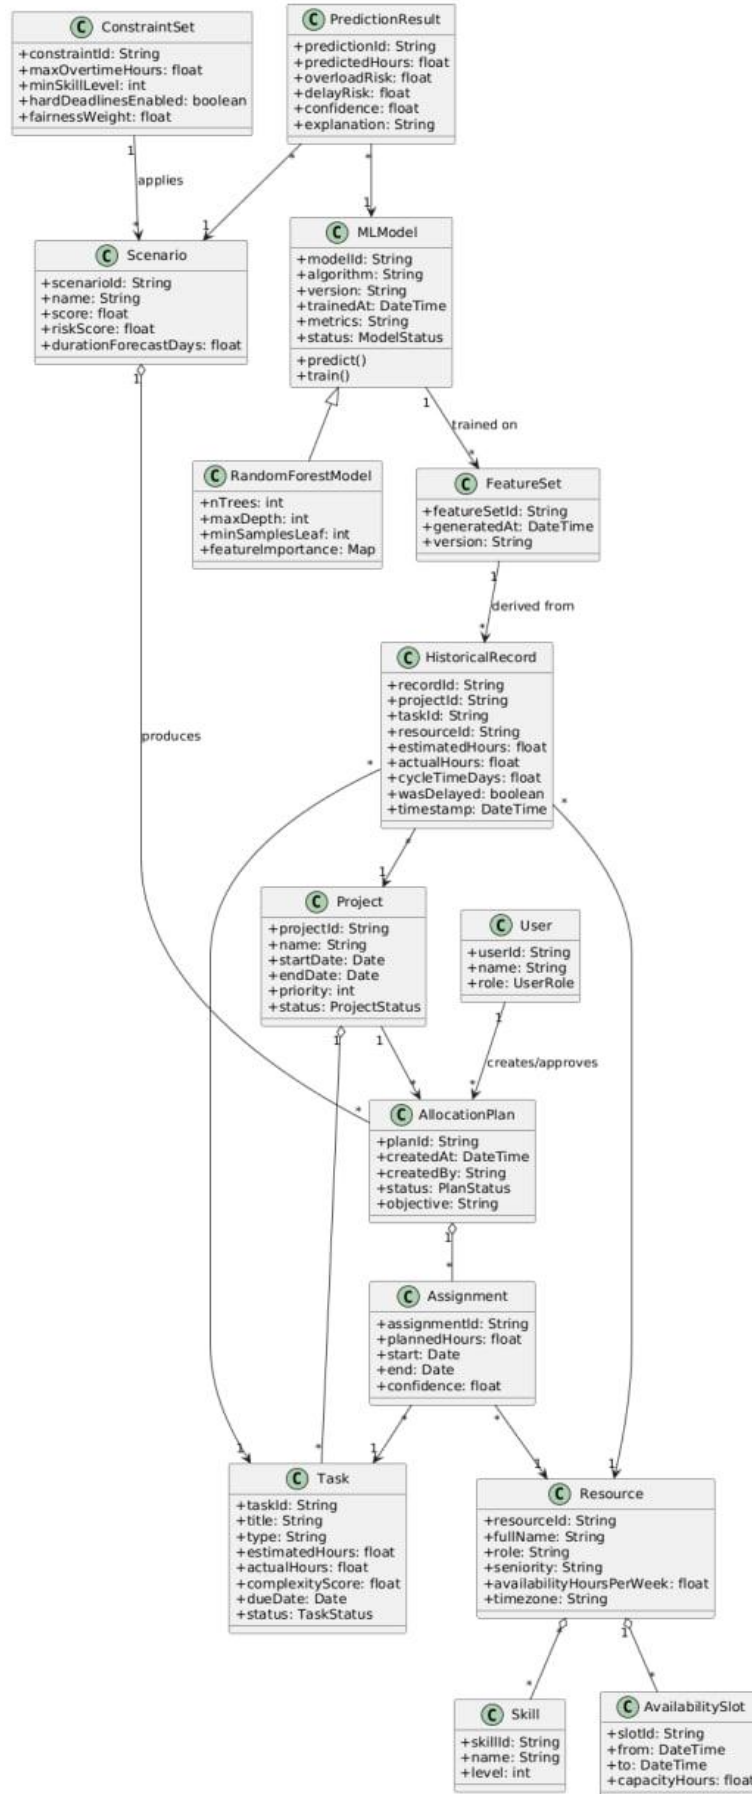 C ConstraintSet
+constraintId: String
+maxOvertimeHours: float
+minSkillLevel: int
+hardDeadlinesEnabled: boolean
+fairnessWeight: float
C PredictionResult
+predictionId: String
+predictedHours: float
+overloadRisk: float
+delayRisk: float
+confidence: float
+explanation: String
1
applies
*
*
1
*
1
C Scenario
+scenarioId: String
+name: String
+score: float
+riskScore: float
+durationForecastDays: float
C MLModel
+modelId: String
+algorithm: String
+version: String
+trainedAt: DateTime
+metrics: String
+status: ModelStatus
+predict()
+train()
1
1
trained on
*
C RandomForestModel
+nTrees: int
+maxDepth: int
+minSamplesLeaf: int
+featureImportance: Map
C FeatureSet
+featureSetId: String
+generatedAt: DateTime
+version: String
1
derived from
*
C HistoricalRecord
+recordId: String
+projectId: String
+taskId: String
+resourceId: String
+estimatedHours: float
+actualHours: float
+cycleTimeDays: float
+wasDelayed: boolean
+timestamp: DateTime
produces
*
*
*
1
C Project
+projectId: String
+name: String
+startDate: Date
+endDate: Date
+priority: int
+status: ProjectStatus
C User
+userId: String
+name: String
+role: UserRole
1
1
1
creates/approves
*
*
*
C AllocationPlan
+planId: String
+createdAt: DateTime
+createdBy: String
+status: PlanStatus
+objective: String
1
*
C Assignment
+assignmentId: String
+plannedHours: float
+start: Date
+end: Date
+confidence: float
*
*
1
*
1
1
1
C Task
+taskId: String
+title: String
+type: String
+estimatedHours: float
+actualHours: float
+complexityScore: float
+dueDate: Date
+status: TaskStatus
C Resource
+resourceId: String
+fullName: String
+role: String
+seniority: String
+availabilityHoursPerWeek: float
+timezone: String
*
1
*
*
C Skill
+skillId: String
+name: String
+level: int
C AvailabilitySlot
+slotId: String
+from: DateTime
+to: DateTime
+capacityHours: float